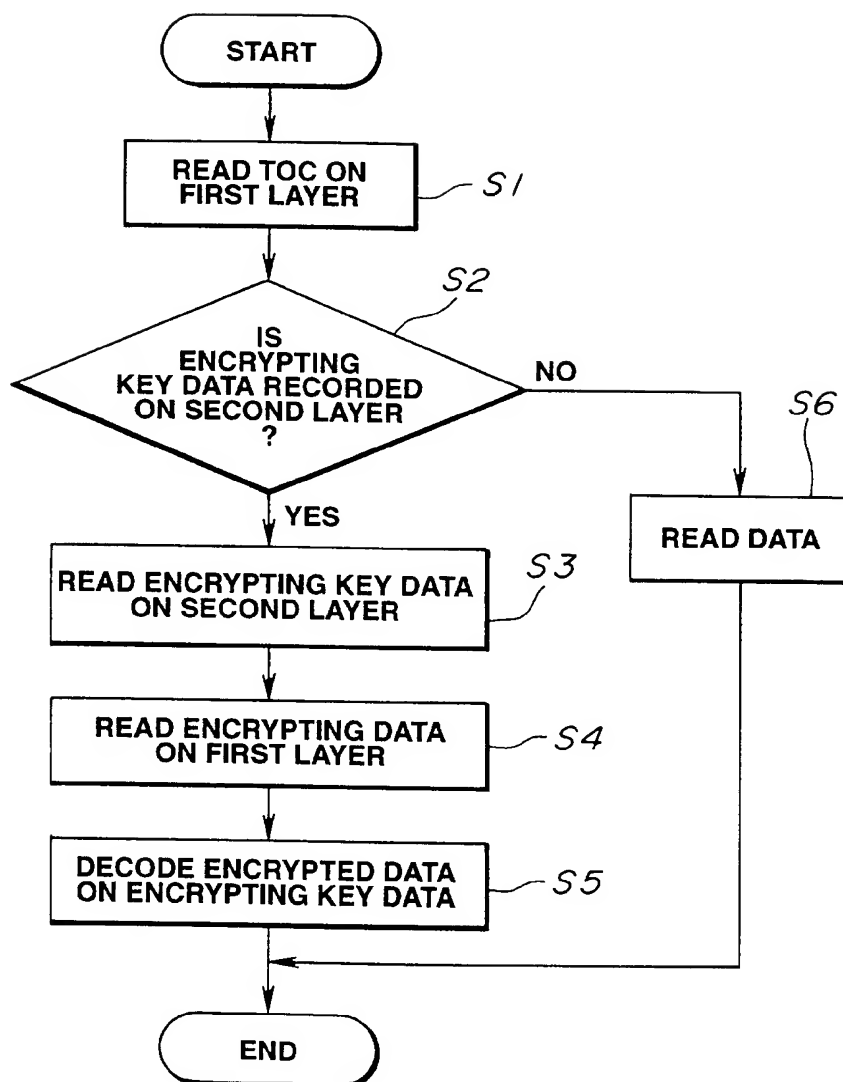 START
READ TOC ON
FIRST LAYER
S1
S2
IS
ENCRYPTING
KEY DATA RECORDED
ON SECOND LAYER
?
NO
S6
YES
READ DATA
READ ENCRYPTING KEY DATA
ON SECOND LAYER
S3
READ ENCRYPTING DATA
ON FIRST LAYER
S4
DECODE ENCRYPTED DATA
ON ENCRYPTING KEY DATA
S5
END